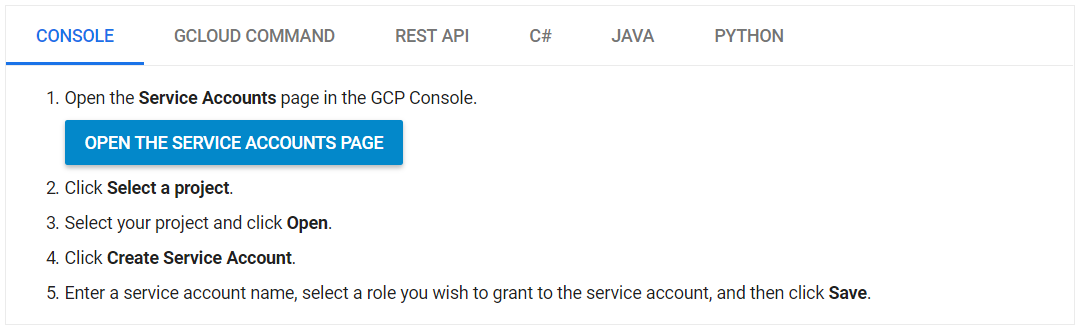 CONSOLE GCLOUD COMMAND REST API C# JAVA PYTHON
1. Open the Service Accounts page in the GCP Console.
OPEN THE SERVICE ACCOUNTS PAGE
2. Click Select a project.
3. Select your project and click Open.
4. Click Create Service Account.
5. Enter a service account name, select a role you wish to grant to the service account, and then click Save.